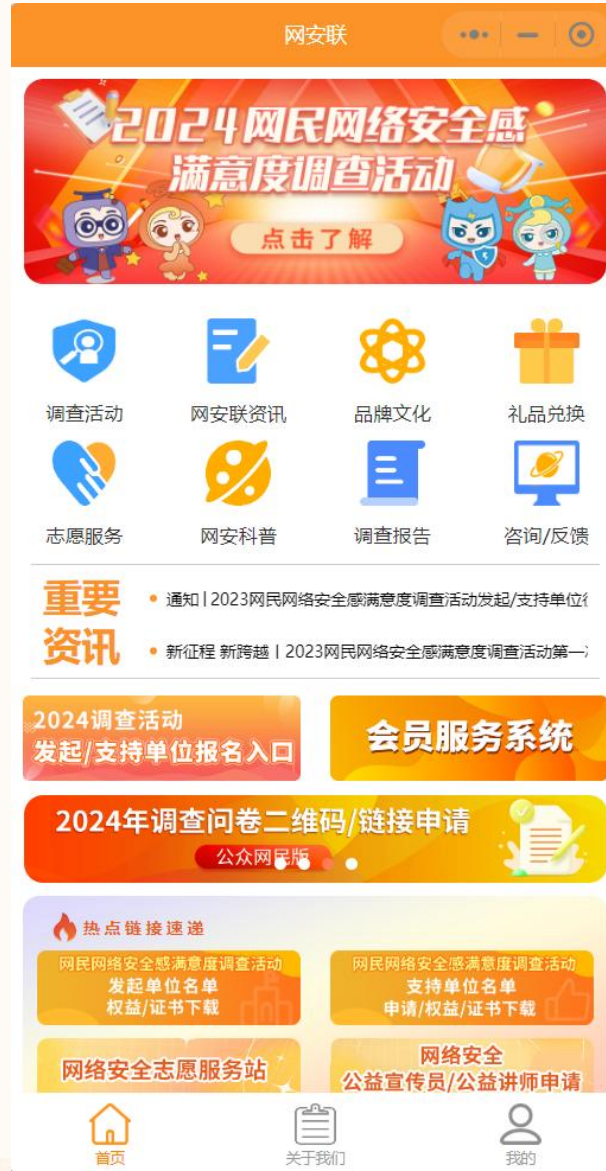 网安联
2024网民网络安全感
满意度调查活动
点击了解
调查活动
网安联资讯
品牌文化
礼品兑换
志愿服务
网安科普
调查报告
咨询/反馈
重要
资讯
通知 | 2023网民网络安全感满意度调查活动发起/支持单位
新征程 新跨越 | 2023网民网络安全感满意度调查活动第一
2024调查活动
发起/支持单位报名入口
会员服务系统
2024年调查问卷二维码/链接申请
公众网民版
热点链接速递
网民网络安全感满意度调查活动
发起单位名单
权益/证书下载
网民网络安全感满意度调查活动
支持单位名单
申请/权益/证书下载
网络安全志愿服务站
网络安全
公益宣传员/公益讲师申请
首页
关于我们
我的